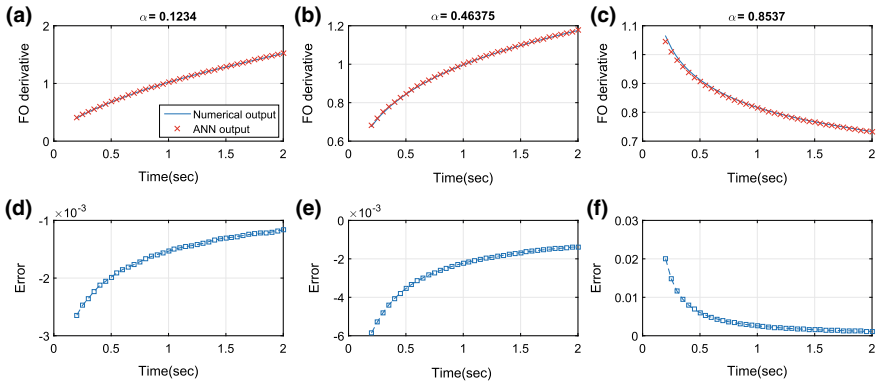 (a)
α = 0.1234
FO derivative
2
1
0
0
0.5
1
1.5
2
Time(sec)
Numerical output
ANN output
(b)
α = 0.46375
FO derivative
1.2
1
0.8
0.6
0
0.5
1
1.5
2
Time(sec)
(c)
α = 0.8537
FO derivative
1.1
1
0.9
0.8
0.7
0
0.5
1
1.5
2
Time(sec)
(d)
×10⁻³
Error
-1
-2
-3
0
0.5
1
1.5
2
Time(sec)
(e)
×10⁻³
Error
0
-2
-4
-6
0
0.5
1
1.5
2
Time(sec)
(f)
Error
0.03
0.02
0.01
0
0
0.5
1
1.5
2
Time(sec)